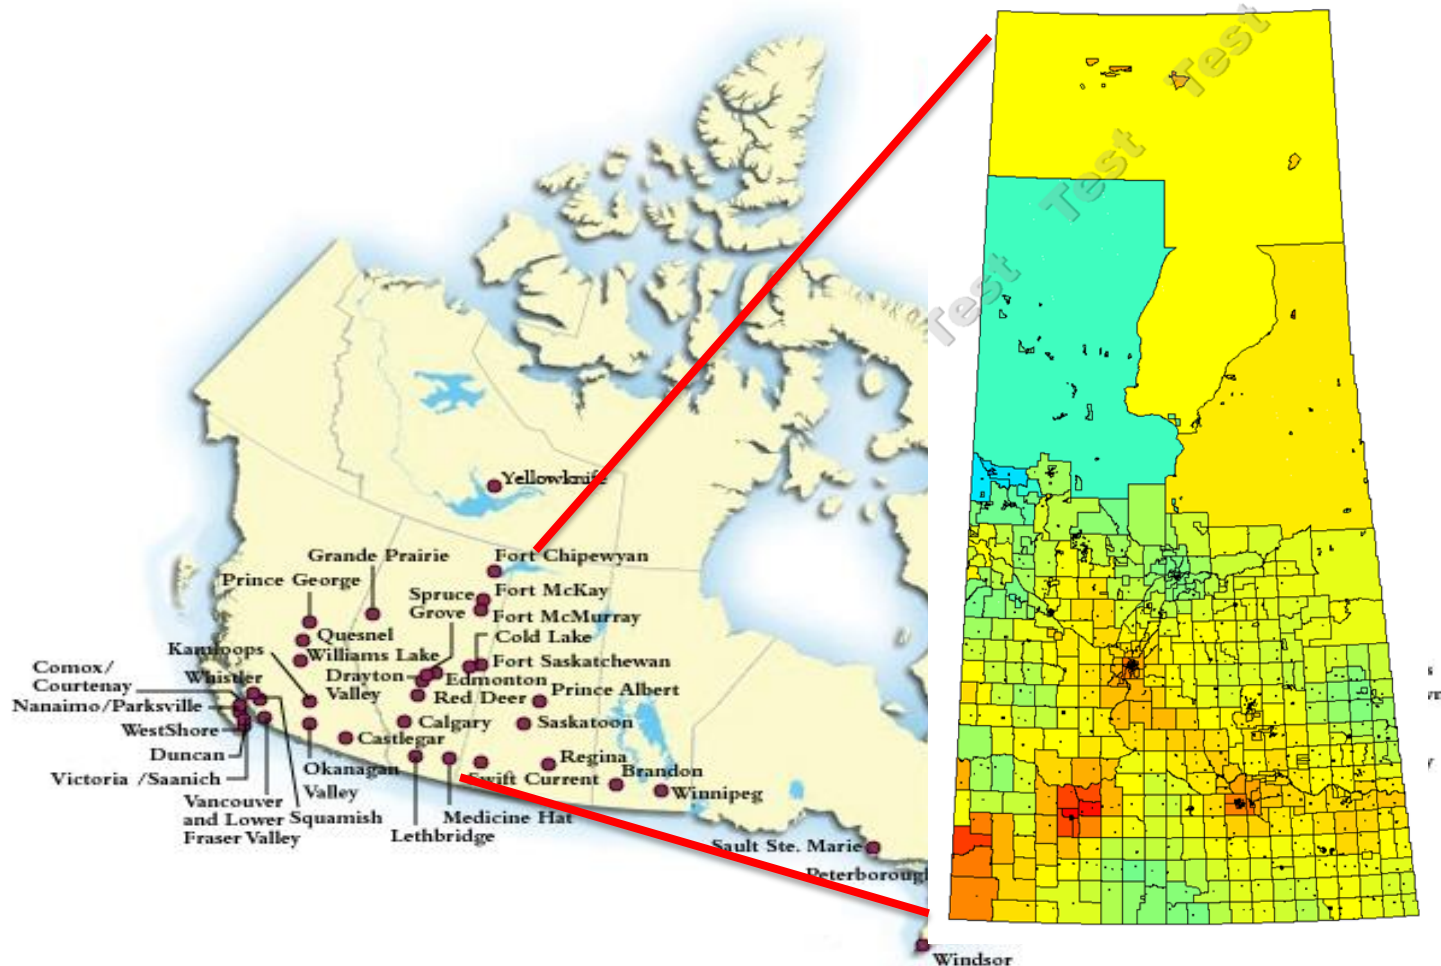 Test
Test
Test
Yellowknife
Grande Prairie
Fort Chipewyan
Prince George
Spruce
Grove
Fort McKay
Fort McMurray
Quesnel
Cold Lake
Kamloops
Williams Lake
Fort Saskatchewan
Comox/
Courtenay
Whistler
Drayton
Valley
Edmonton
Red Deer
Prince Albert
Nanaimo/Parksville
WestShore
Calgary
Saskatoon
Castlegar
Duncan
Regina
Okanagan
Valley
Swift Current
Brandon
Victoria /Saanich
Winnipeg
Vancouver
and Lower
Fraser Valley
Squamish
Medicine Hat
Lethbridge
Sault Ste. Marie
Windsor